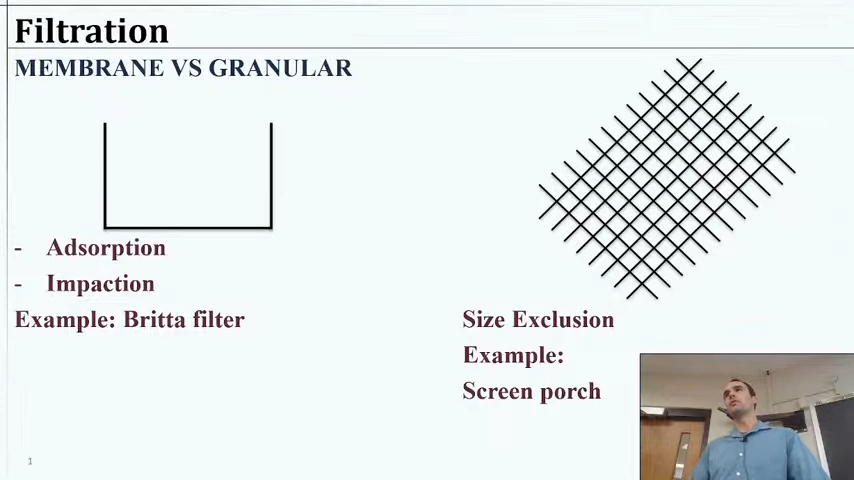 Filtration
MEMBRANE VS GRANULAR
- Adsorption
- Impaction
Example: Britta filter
Size Exclusion
Example:
Screen porch
1